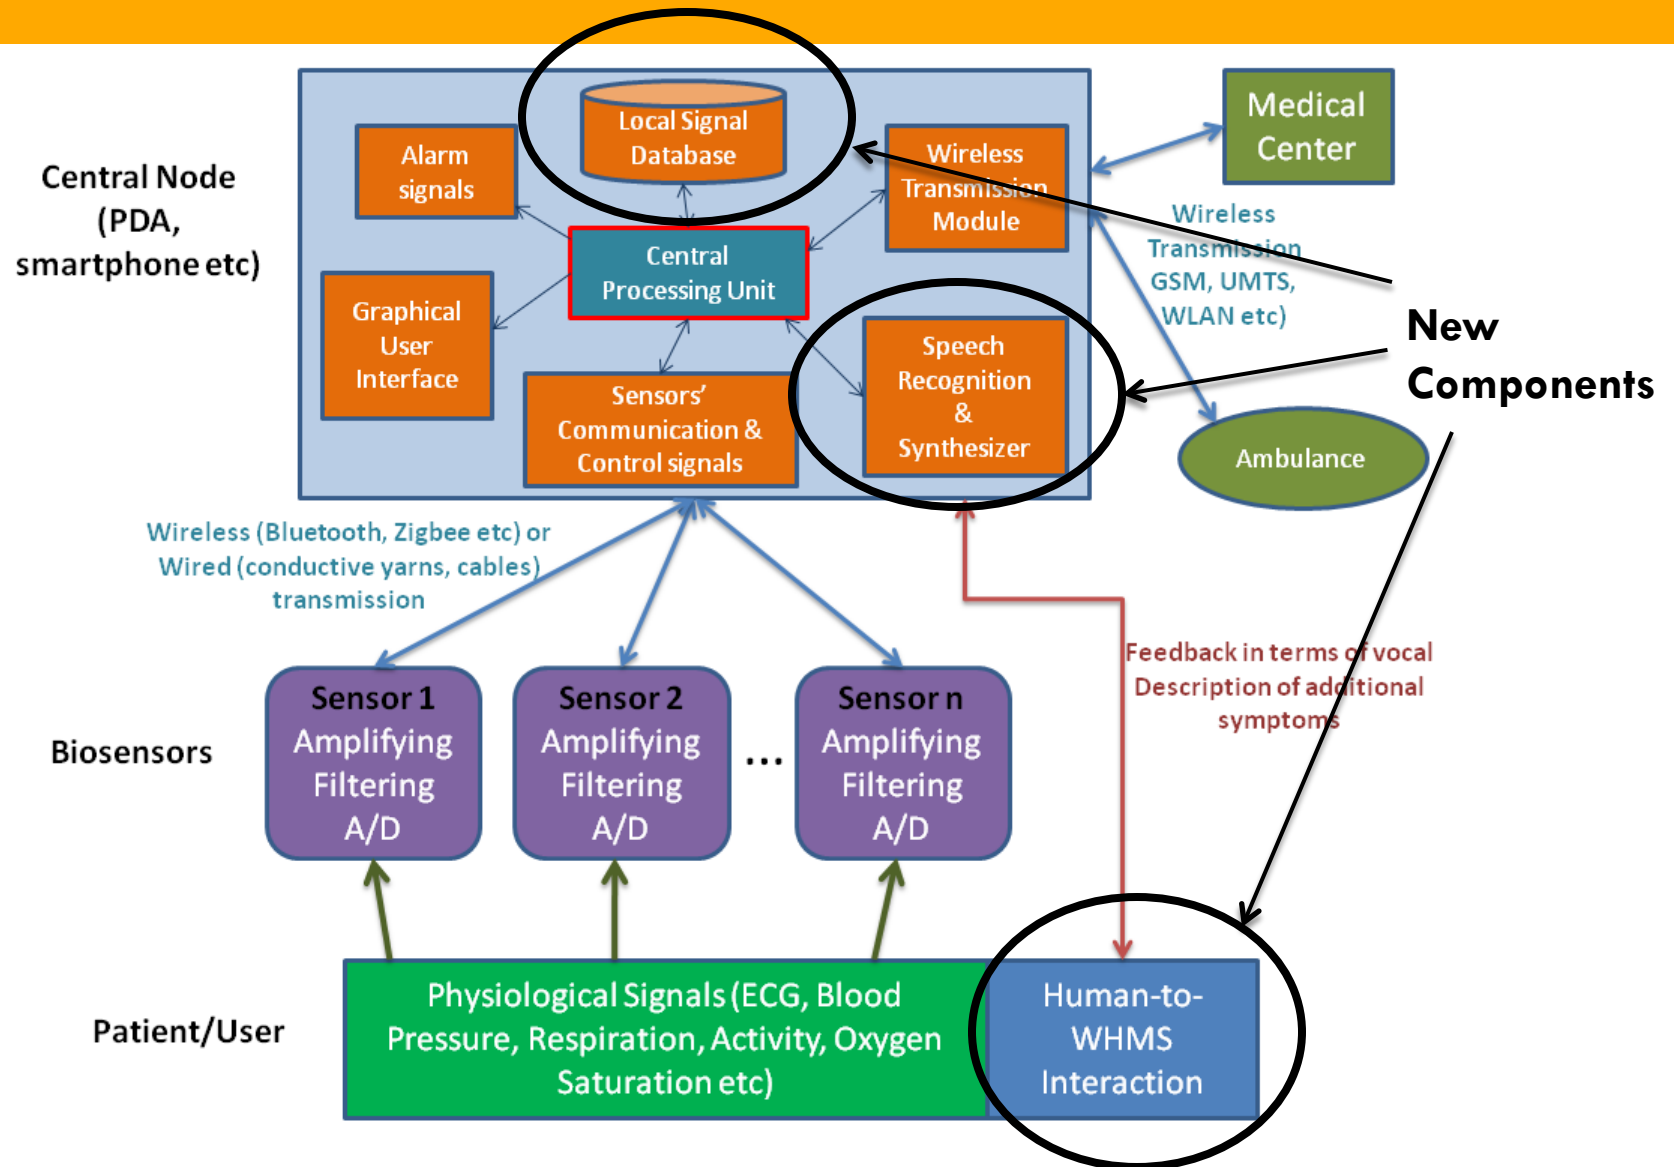 Central Node
(PDA,
smartphone etc)
Alarm
signals
Local Signal
Database
Wireless
Transmission
Module
Central
Processing Unit
Graphical
User
Interface
Sensors’
Communication &
Control signals
Speech
Recognition
&
Synthesizer
Medical
Center
Wireless
Transmission
GSM, UMTS,
WLAN etc)
New
Components
Ambulance
Wireless (Bluetooth, Zigbee etc) or
Wired (conductive yarns, cables)
transmission
Feedback in terms of vocal
Description of additional
symptoms
Biosensors
Sensor 1
Amplifying
Filtering
A/D
Sensor 2
Amplifying
Filtering
A/D
...
Sensor n
Amplifying
Filtering
A/D
Patient/User
Physiological Signals (ECG, Blood
Pressure, Respiration, Activity, Oxygen
Saturation etc)
Human-to-
WHMS
Interaction